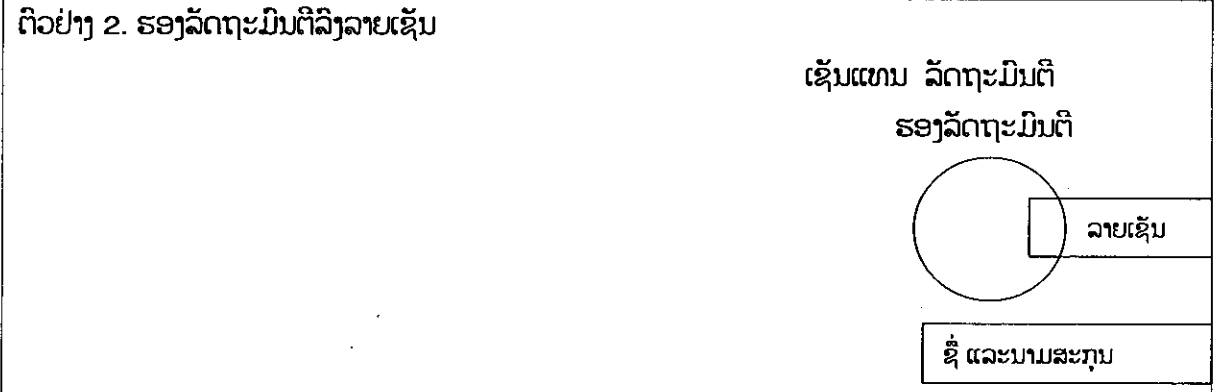 ຕົວຢ່າງ 2. ຮອງລັດຖະມົນຕີລົງລາຍເຊັນ
ເຊັນແທນ ລັດຖະມົນຕີ
ຮອງລັດຖະມົນຕີ
ລາຍເຊັນ
ຊື່ ແລະນາມສະກຸນ